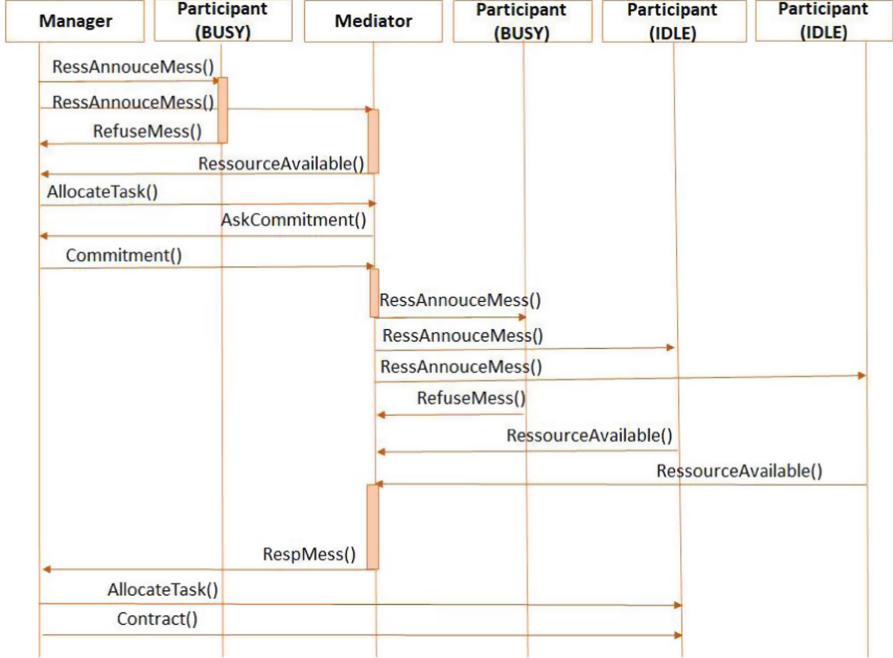 Manager
Participant
(BUSY)
Mediator
Participant
(BUSY)
Participant
(IDLE)
Participant
(IDLE)
RessAnnouceMess()
RessAnnouceMess()
RefuseMess()
RessourceAvailable()
AllocateTask()
AskCommitment()
Commitment()
RessAnnouceMess()
RessAnnouceMess()
RessAnnouceMess()
RefuseMess()
RessourceAvailable()
RessourceAvailable()
RespMess()
AllocateTask()
Contract()